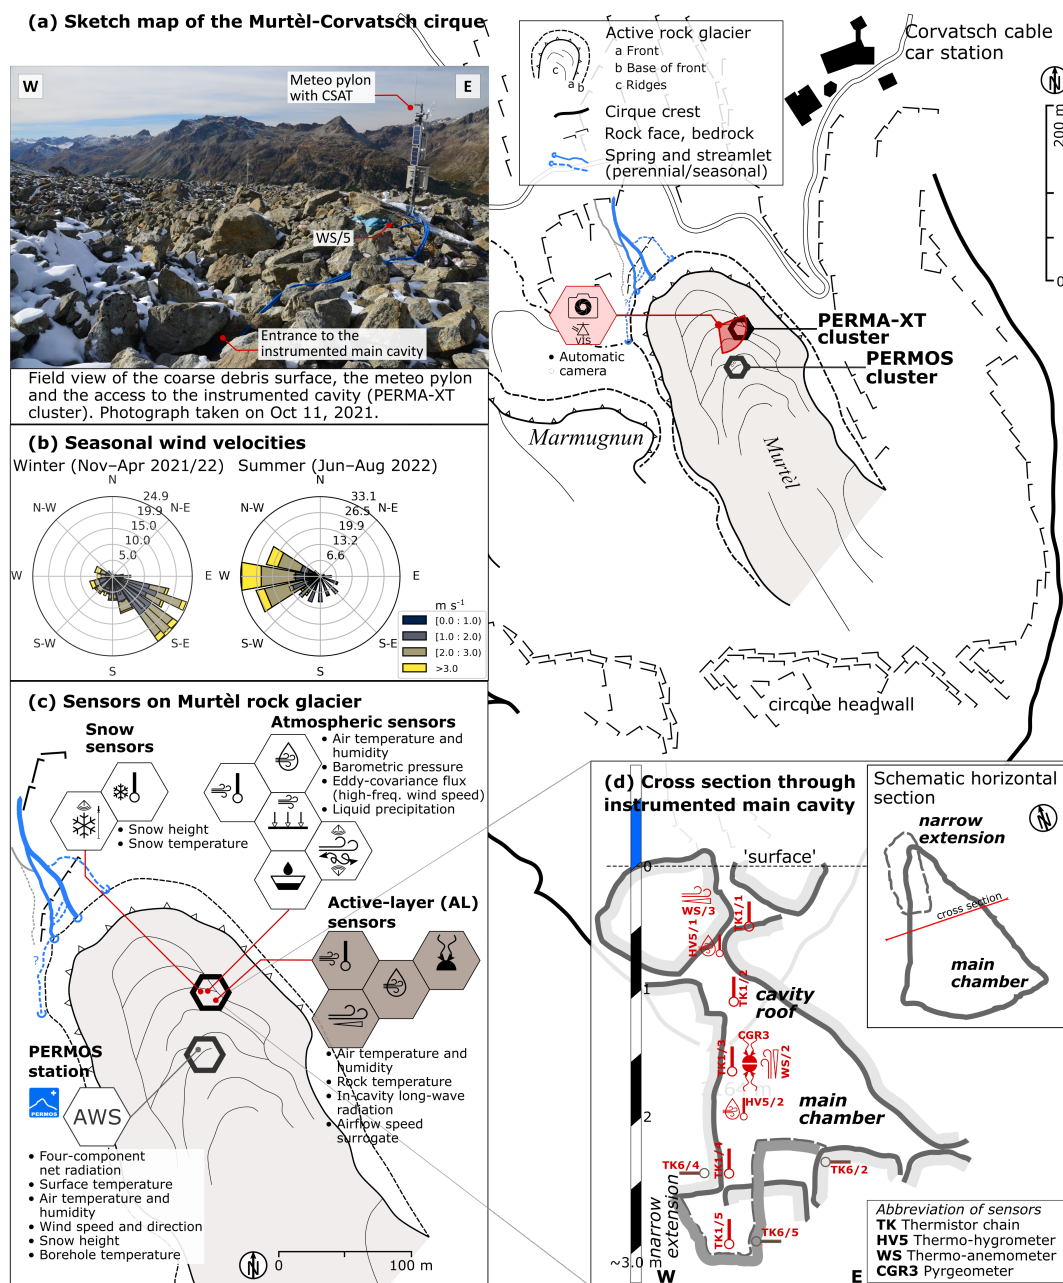 (a) Sketch map of the Murtèl-Corvatsch cirque
W
E
Meteo pylon
with CSAT
WS/5
Entrance to the
instrumented main cavity
Field view of the coarse debris surface, the meteo pylon
and the access to the instrumented cavity (PERMA-XT
cluster). Photograph taken on Oct 11, 2021.
Active rock glacier
a Front
b Base of front
c Ridges
c
a
b
Cirque crest
Rock face, bedrock
Spring and streamlet
(perennial/seasonal)
Corvatsch cable
car station
N
200 m
0
?
VIS
Automatic
camera
PERMA-XT
cluster
PERMOS
cluster
Marmugnun
Murtèl
circque headwall
(b) Seasonal wind velocities
Winter (Nov–Apr 2021/22)
N
N-E
E
S-E
S
S-W
W
N-W
24.9
19.9
15.0
10.0
5.0
Summer (Jun–Aug 2022)
N
E
S-E
S
S-W
W
N-W
33.1
26.5
19.9
13.2
6.6
m s⁻¹
[0.0 : 1.0)
[1.0 : 2.0)
[2.0 : 3.0)
>3.0
(c) Sensors on Murtèl rock glacier
Snow
sensors
• Snow height
• Snow temperature
Atmospheric sensors
• Air temperature and
humidity
• Barometric pressure
• Eddy-covariance flux
(high-freq. wind speed)
• Liquid precipitation
Active-layer (AL)
sensors
• Air temperature and
humidity
• Rock temperature
• In-cavity long-wave
radiation
• Airflow speed
surrogate
?
PERMOS
station
PERMOS
AWS
• Four-component
net radiation
• Surface temperature
• Air temperature and
humidity
• Wind speed and direction
• Snow height
• Borehole temperature
N
0
100 m
(d) Cross section through
instrumented main cavity
'surface'
0
1
2
~3.0
3
WS/3
TK1/1
HV5/1
TK1/2
cavity
roof
CGR3
TK1/3
WS/2
HV5/2
main
chamber
TK1/4
TK6/4
TK6/2
TK1/5
TK6/5
narrow
extension
W
E
Schematic horizontal
section
N
narrow
extension
cross section
main
chamber
Abbreviation of sensors
TK Thermistor chain
HV5 Thermo-hygrometer
WS Thermo-anemometer
CGR3 Pyrgeometer